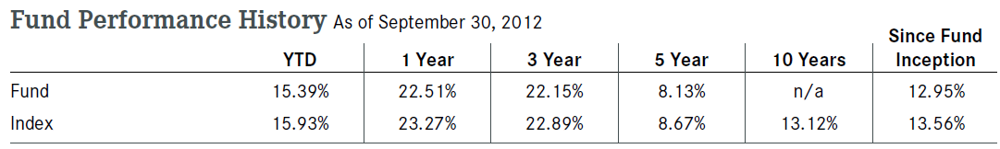 Fund Performance History As of September 30, 2012
YTD 1 Year 3 Year 5 Year 10 Years Since Fund Inception
Fund 15.39% 22.51% 22.15% 8.13% n/a 12.95%
Index 15.93% 23.27% 22.89% 8.67% 13.12% 13.56%